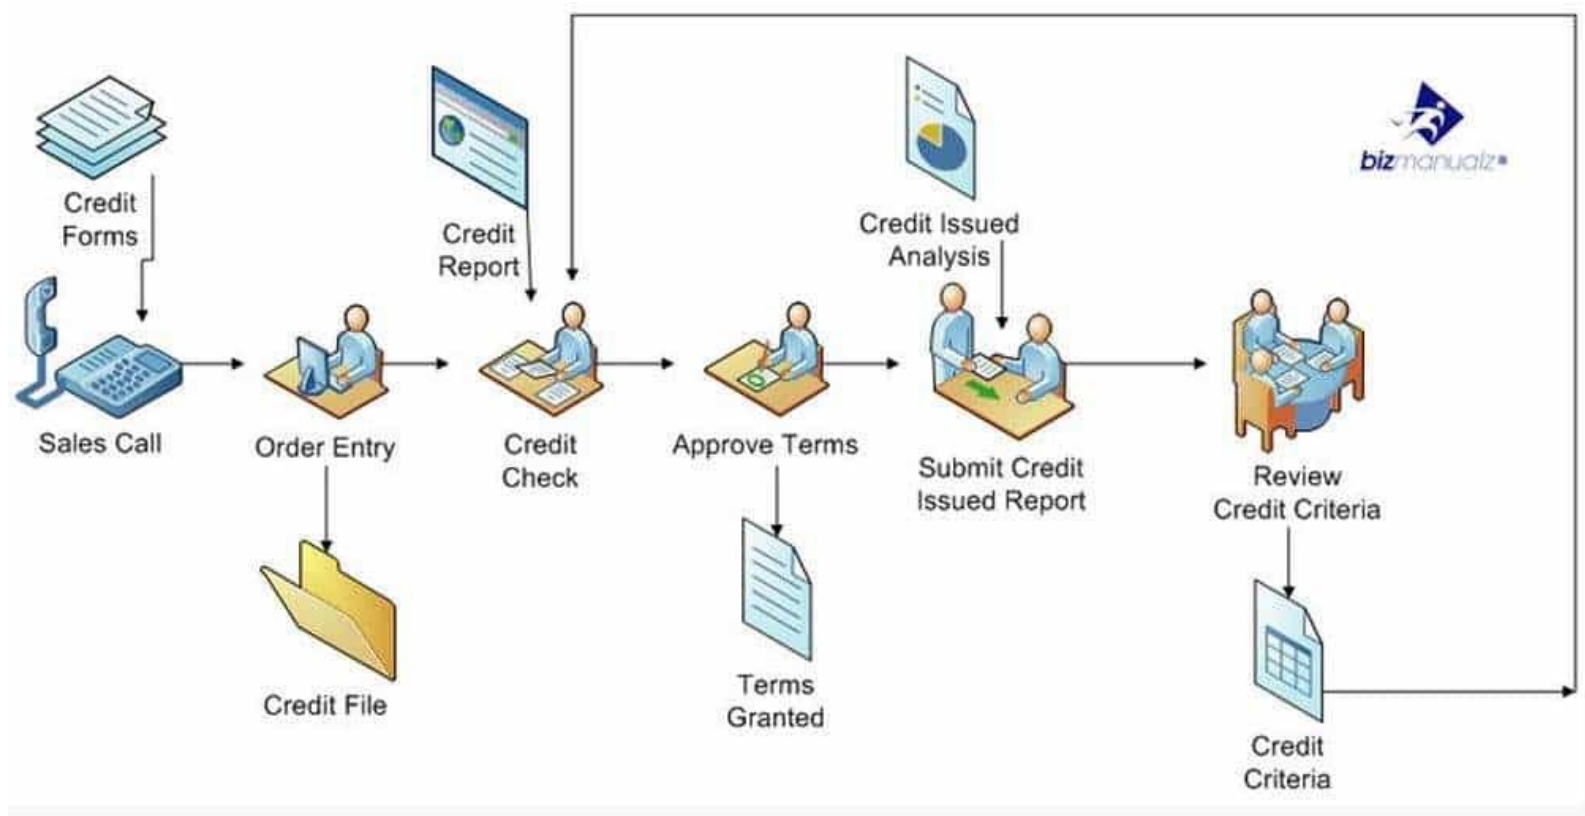 Credit
Forms
Credit
Report
Credit Issued
Analysis
bizmanualz
Sales Call
Order Entry
Credit
Check
Approve Terms
Submit Credit
Issued Report
Review
Credit Criteria
Credit File
Terms
Granted
Credit
Criteria